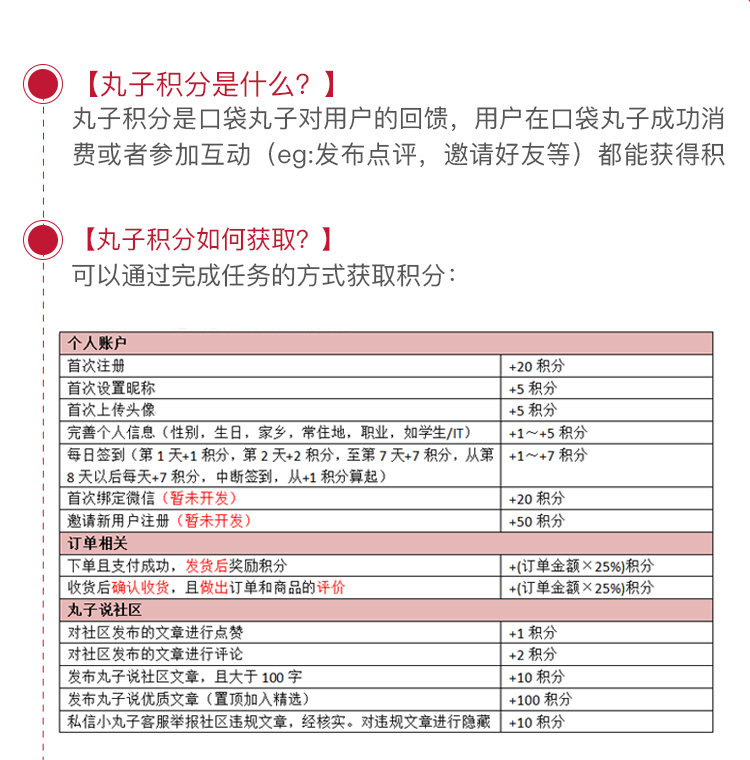 【丸子积分是什么？】
丸子积分是口袋丸子对用户的回馈，用户在口袋丸子成功消
费或者参加互动（eg:发布点评，邀请好友等）都能获得积
【丸子积分如何获取？】
可以通过完成任务的方式获取积分：
个人账户
首次注册 +20 积分
首次设置昵称 +5 积分
首次上传头像 +5 积分
完善个人信息（性别，生日，家乡，常住地，职业，如学生/IT） +1～+5 积分
每日签到（第 1 天+1 积分，第 2 天+2 积分，至第 7 天+7 积分，从第 +1～+7 积分
8 天以后每天+7 积分，中断签到，从+1 积分算起）
首次绑定微信（暂未开发） +20 积分
邀请新用户注册（暂未开发） +50 积分
订单相关
下单且支付成功，发货后奖励积分 +(订单金额×25%)积分
收货后确认收货，且做出订单和商品的评价 +(订单金额×25%)积分
丸子说社区
对社区发布的文章进行点赞 +1 积分
对社区发布的文章进行评论 +2 积分
发布丸子说社区文章，且大于 100 字 +10 积分
发布丸子说优质文章（置顶加入精选） +100 积分
私信小丸子客服举报社区违规文章，经核实。对违规文章进行隐藏 +10 积分